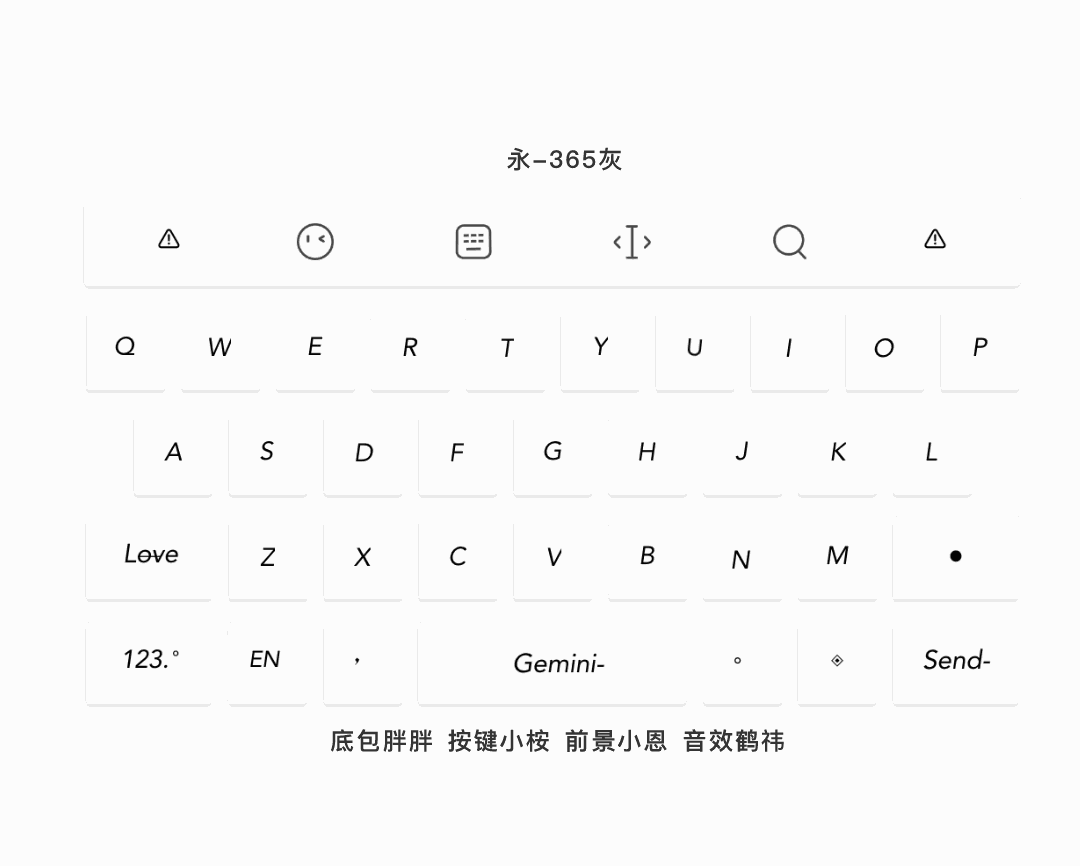 永-365灰
Q W E R T Y U I O P
A S D F G H J K L
Love Z X C V B N M
123.° EN , Gemini- 。 Send-
底包胖胖 按键小桉 前景小恩 音效鹤祎